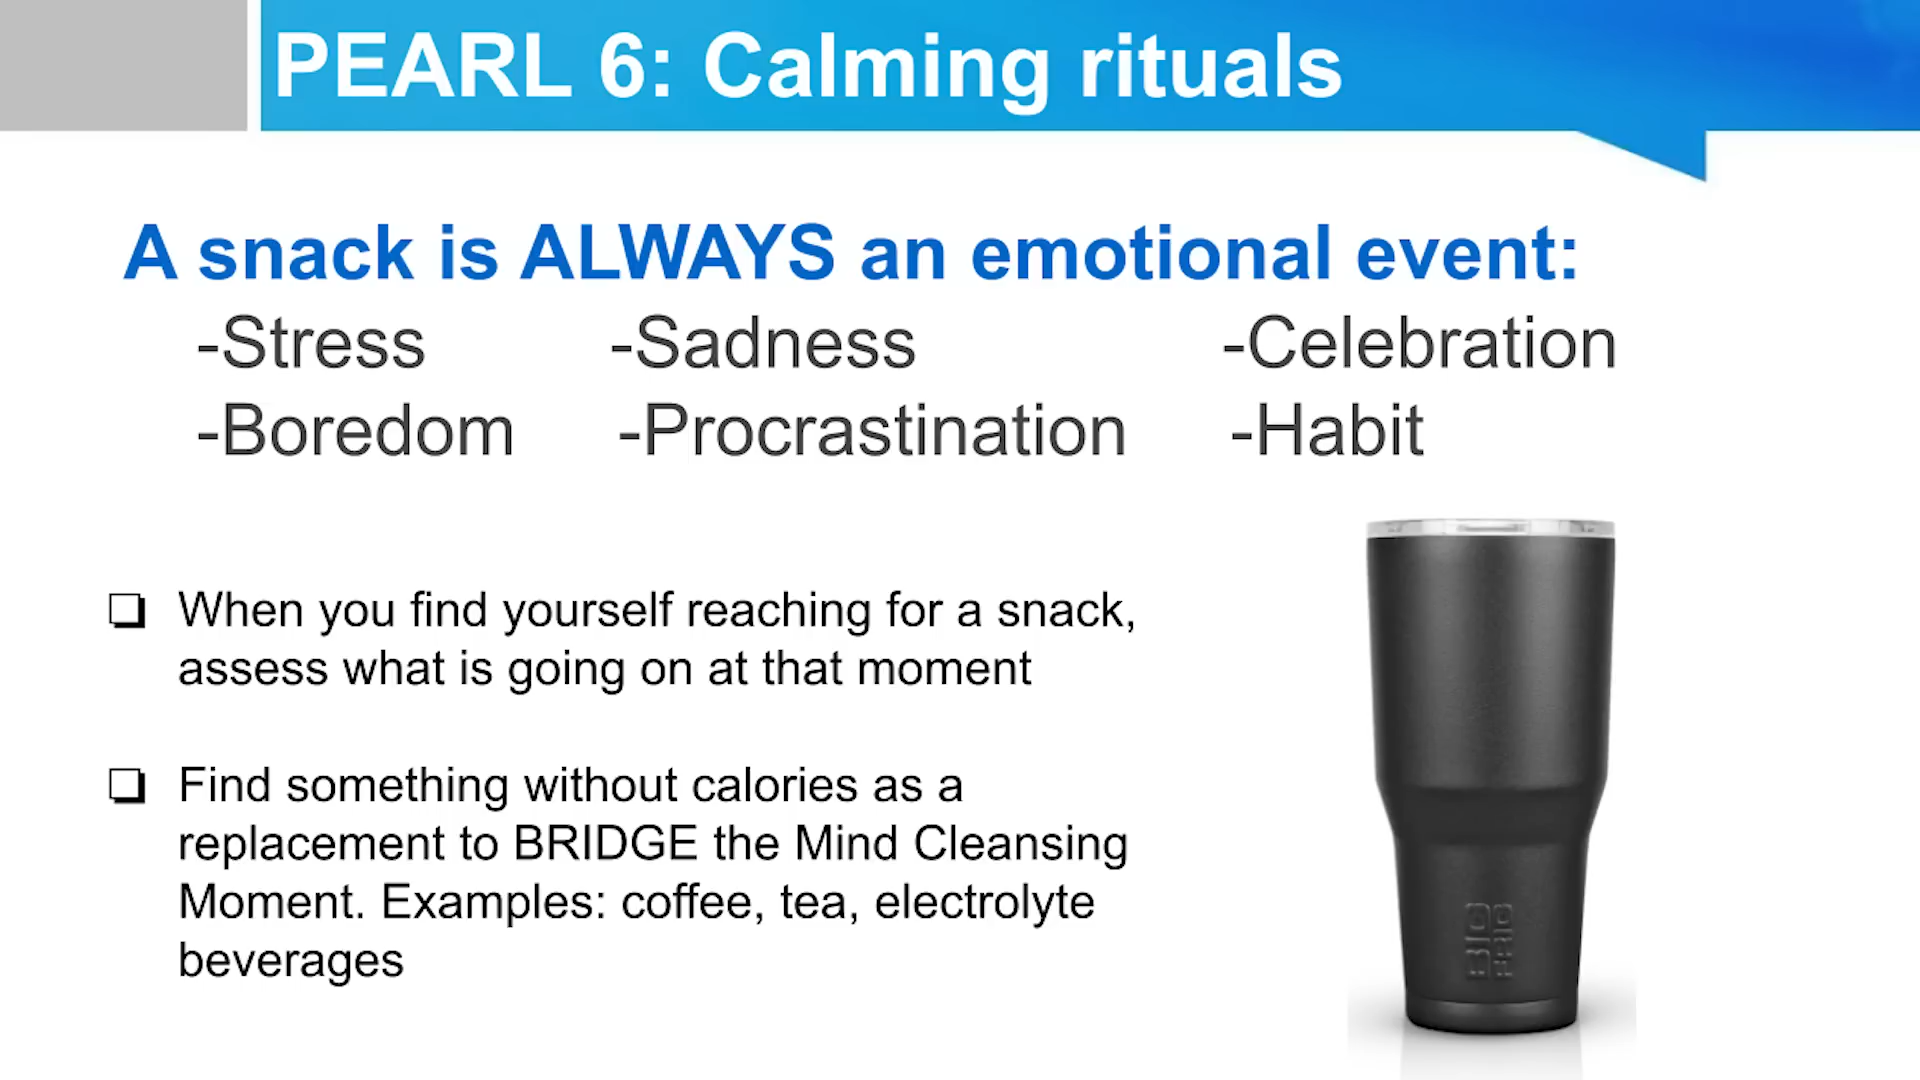 PEARL 6: Calming rituals
A snack is ALWAYS an emotional event:
-Stress -Sadness -Celebration
-Boredom -Procrastination -Habit
When you find yourself reaching for a snack,
assess what is going on at that moment
Find something without calories as a
replacement to BRIDGE the Mind Cleansing
Moment. Examples: coffee, tea, electrolyte
beverages
BIG